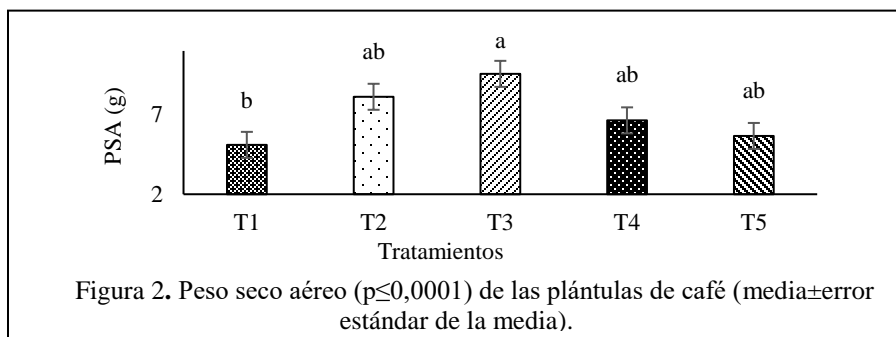 a
ab
ab
ab
b
PSA (g)
7
2
T1 T2 T3 T4 T5
Tratamientos
Figura 2. Peso seco aéreo (p≤0,0001) de las plántulas de café (media±error
estándar de la media).